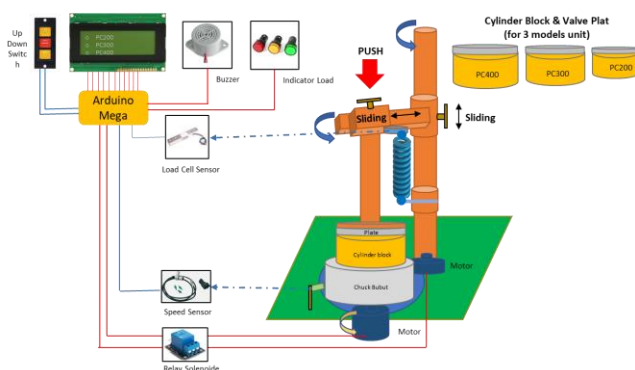 Up
Down
Switc
h
PC200
PC300
PC400
Buzzer
Indicator Load
Cylinder Block & Valve Plat
(for 3 models unit)
PC400
PC300
PC200
PUSH
Arduino
Mega
Sliding
Sliding
Load Cell Sensor
Plate
Cylinder block
Chuck Bubut
Motor
Speed Sensor
Motor
Relay Solenoide